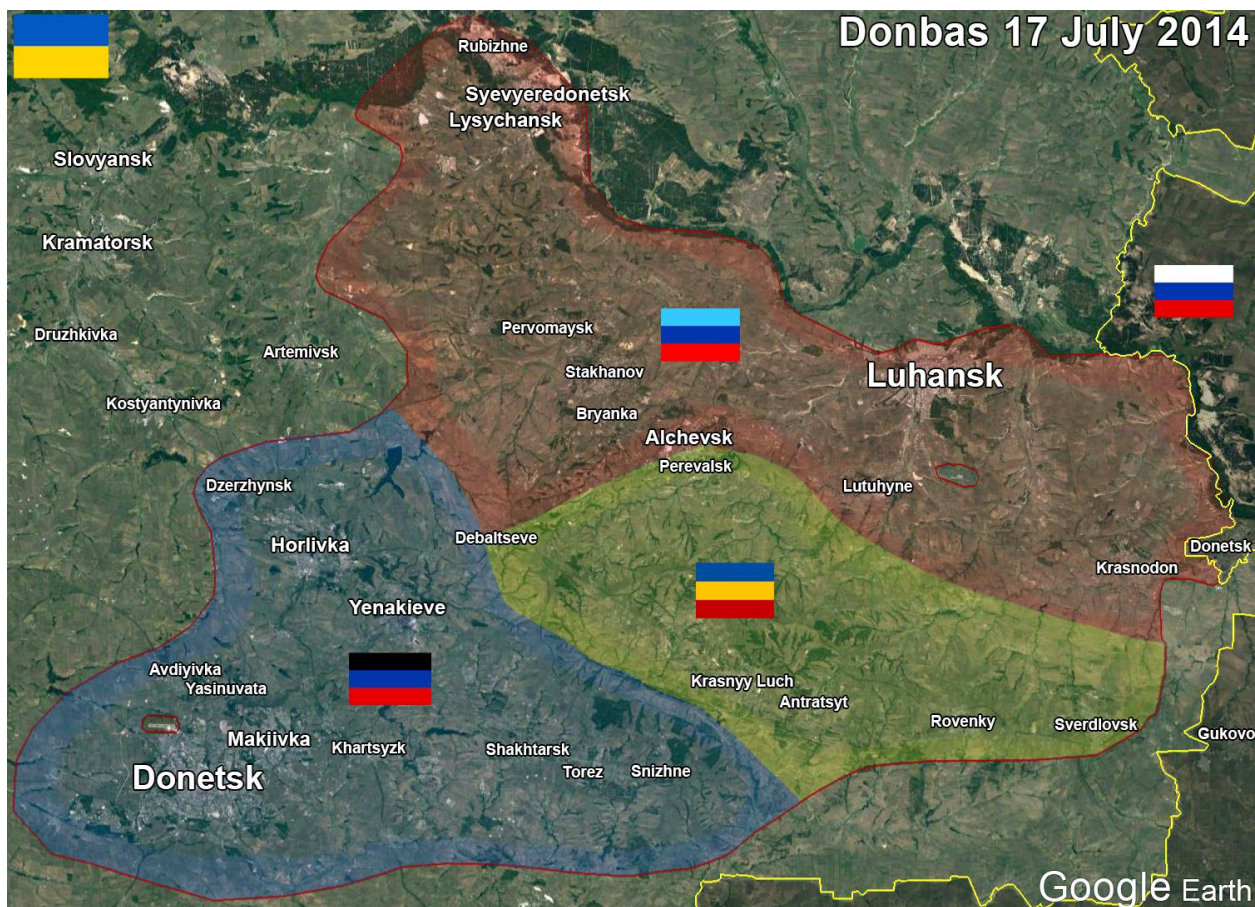 Donbas 17 July 2014
Rubizhne
Syevyeredonetsk
Lysychansk
Slovyansk
Kramatorsk
Druzhkivka
Pervomaysk
Artemivsk
Stakhanov
Luhansk
Kostyantynivka
Bryanka
Alchevsk
Perevalsk
Dzerzhynsk
Lutuhyne
Debaltseve
Horlivka
Donetsk
Krasnodon
Yenakieve
Avdiyivka
Yasinuvata
Krasnyy Luch
Antratsyt
Rovenky
Sverdlovsk
Gukovo
Makiivka
Khartsyzk
Shakhtarsk
Donetsk
Torez
Snizhne
Google Earth